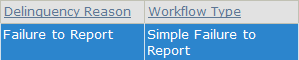 Delinquency Reason Workflow Type
Failure to Report Simple Failure to
Report